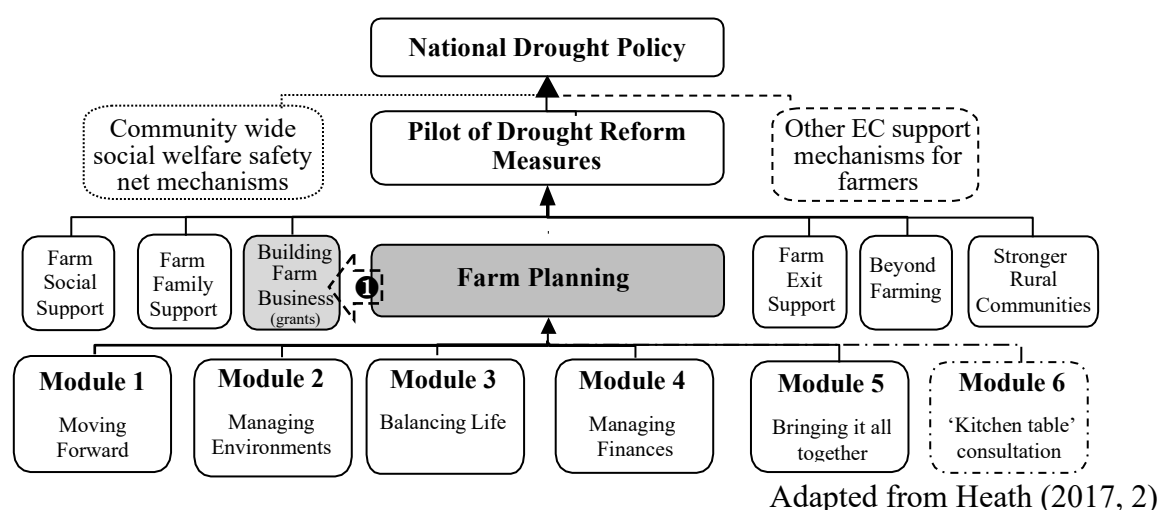 National Drought Policy
Community wide
social welfare safety
net mechanisms
Pilot of Drought Reform
Measures
Other EC support
mechanisms for
farmers
Farm
Social
Support
Farm
Family
Support
Building
Farm
Business
(grants)
1
Farm Planning
Farm
Exit
Support
Beyond
Farming
Stronger
Rural
Communities
Module 1
Moving
Forward
Module 2
Managing
Environments
Module 3
Balancing Life
Module 4
Managing
Finances
Module 5
Bringing it all
together
Module 6
‘Kitchen table’
consultation
Adapted from Heath (2017, 2)